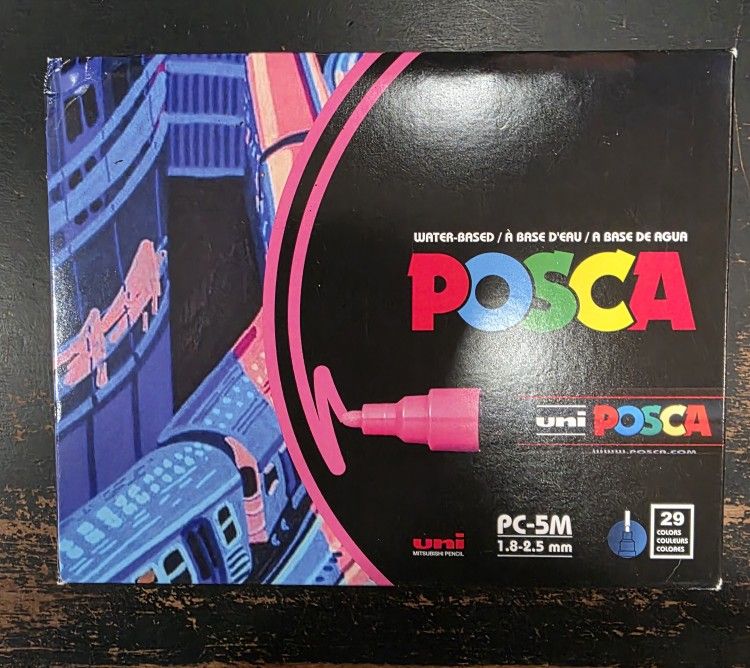 WATER-BASED / À BASE D'EAU / A BASE DE AGUA
POSCA
uni POSCA
WWW.POSCA.COM
uni
MITSUBISHI PENCIL
PC-5M
1.8-2.5 mm
29
COLORS
COULEURS
COLORES